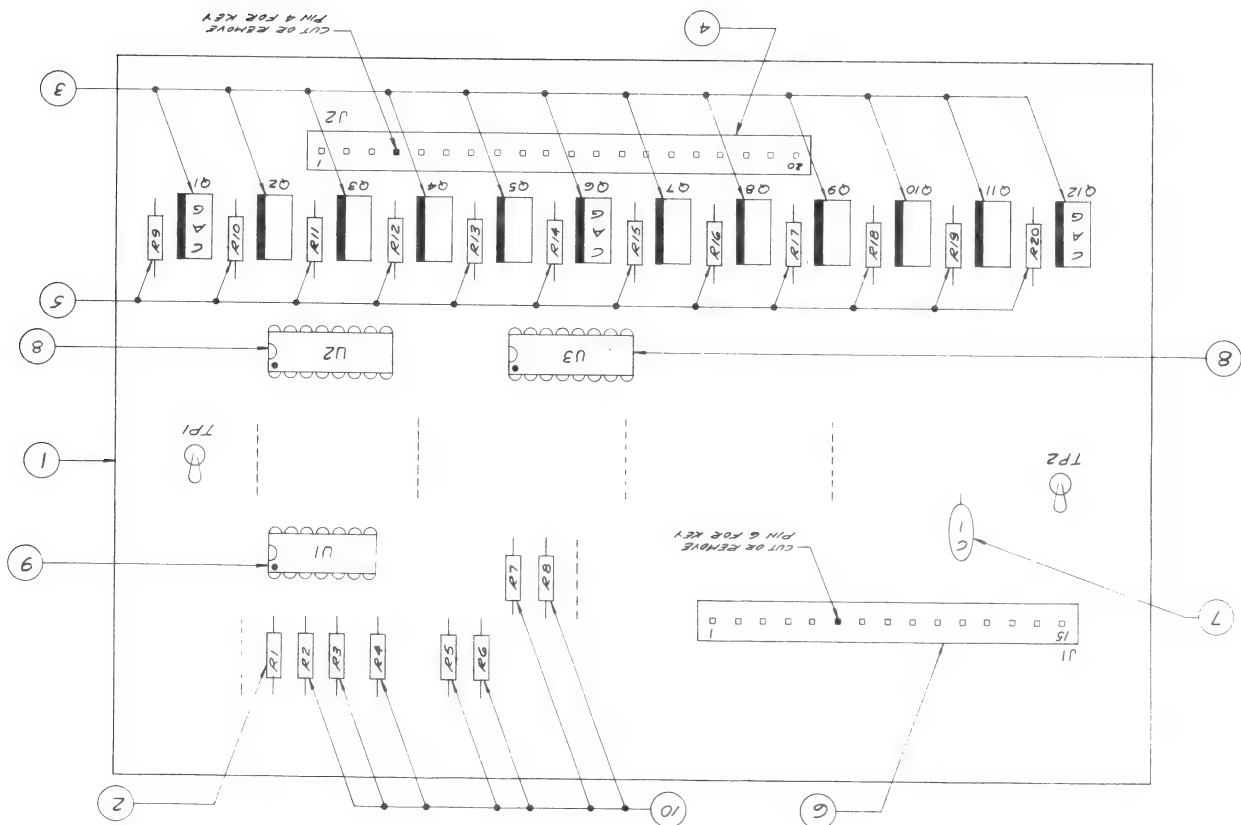 CUT OR REMOVE
PIN 4 FOR KEY
4
3
J2
1
20
Q1
Q2
Q3
Q4
Q5
Q6
Q7
Q8
Q9
Q10
Q11
Q12
G D C
G D C
G D C
R9
R10
R11
R12
R13
R14
R15
R16
R17
R18
R19
R20
5
8
U2
U3
8
1
TP1
TP2
CUT OR REMOVE
PIN 6 FOR KEY
C1
9
U1
R7
R8
7
1
15
J1
R1
R2
R3
R4
R5
R6
2
10
6